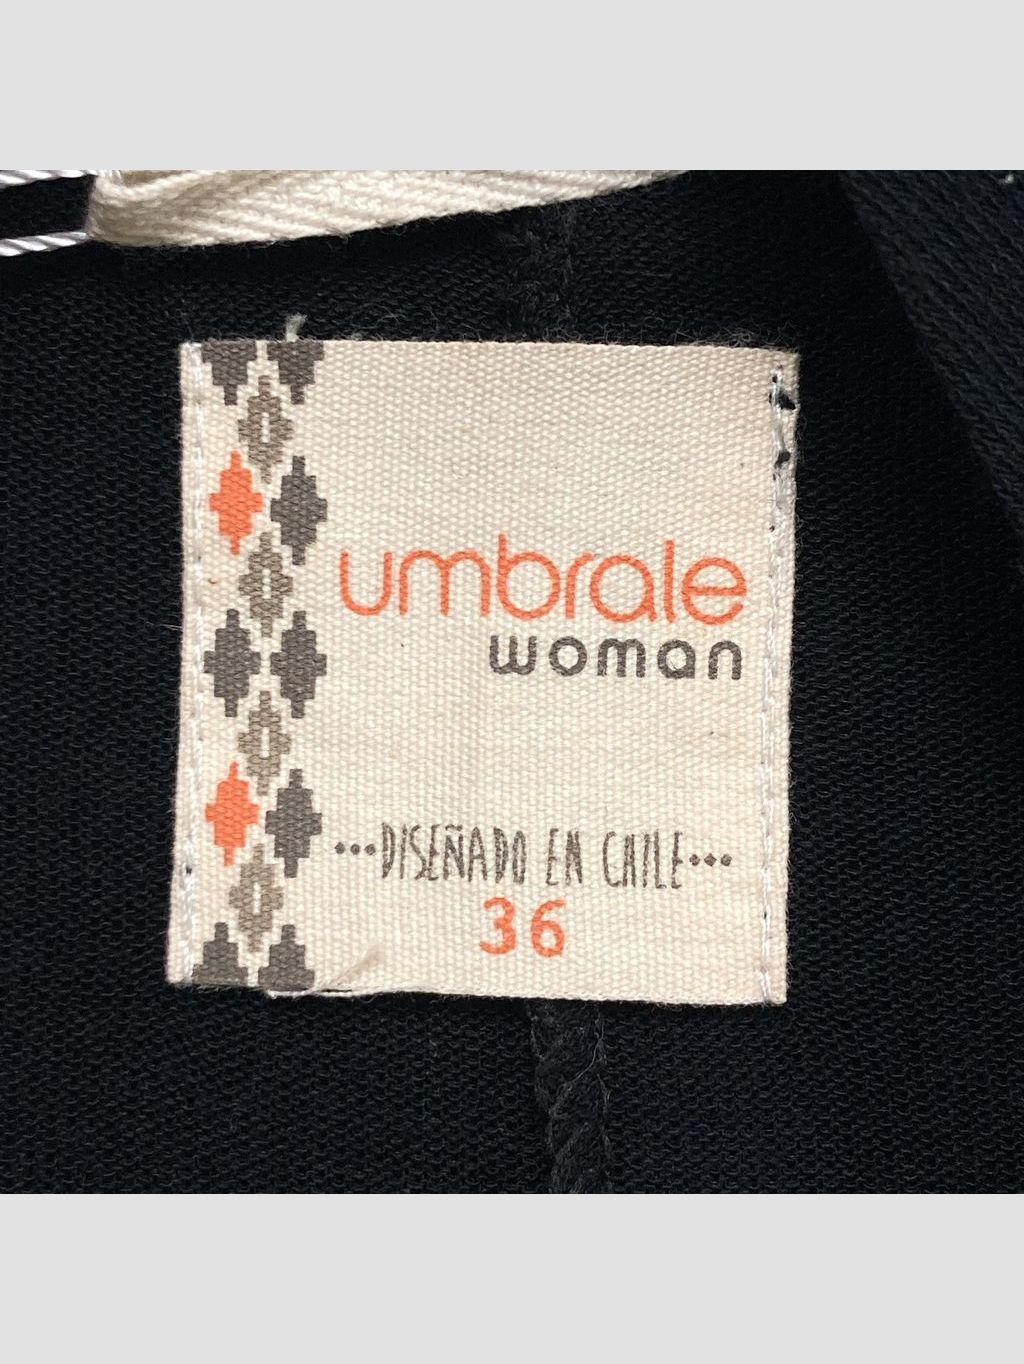 umbrale
woman
•••DISEÑADO EN CHILE•••
36